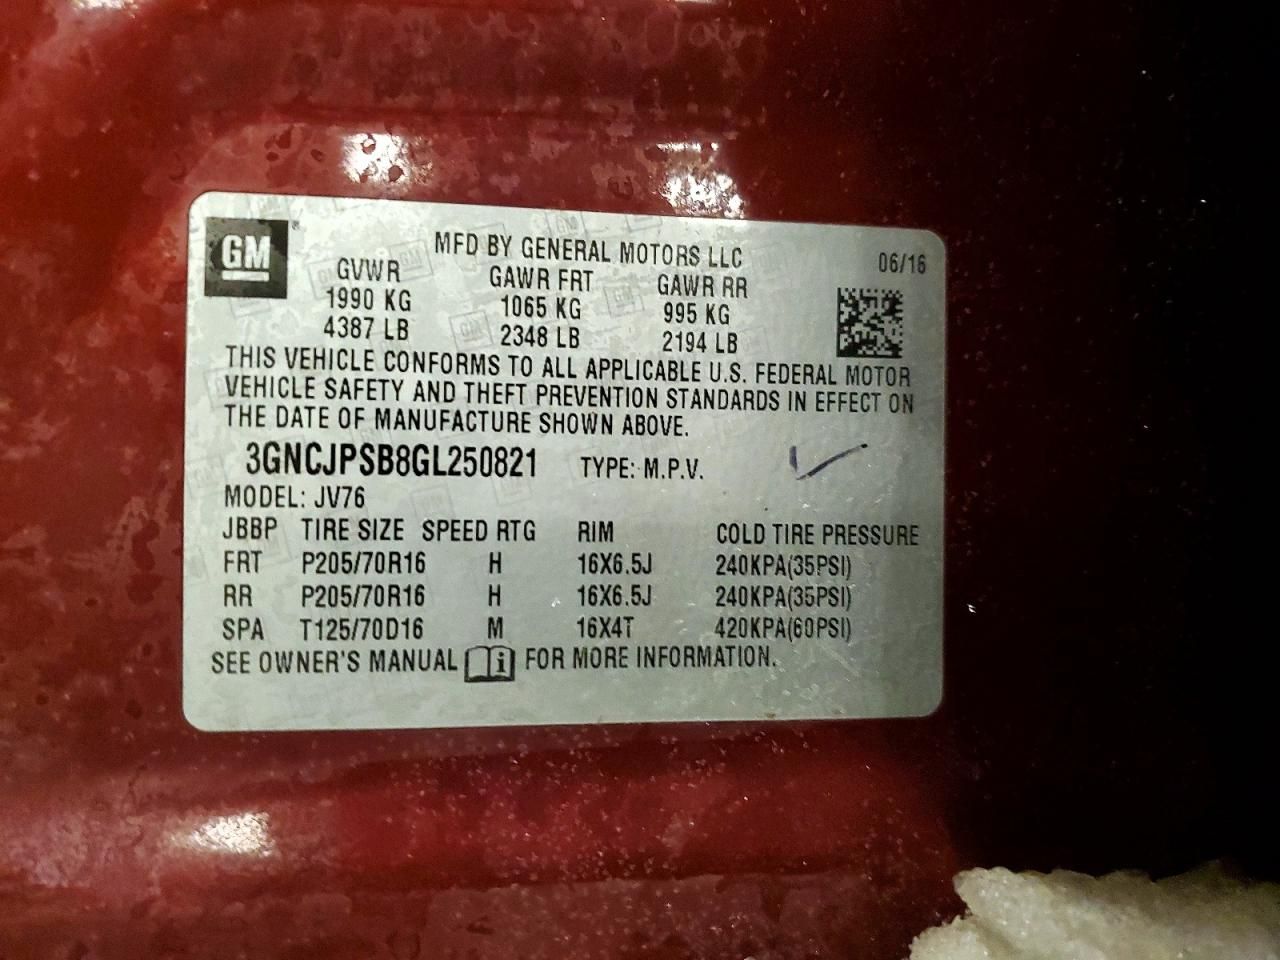 GM
MFD BY GENERAL MOTORS LLC 06/16
GVWR GAWR FRT GAWR RR
1990 KG 1065 KG 995 KG
4387 LB 2348 LB 2194 LB
THIS VEHICLE CONFORMS TO ALL APPLICABLE U.S. FEDERAL MOTOR
VEHICLE SAFETY AND THEFT PREVENTION STANDARDS IN EFFECT ON
THE DATE OF MANUFACTURE SHOWN ABOVE.
3GNCJPSB8GL250821 TYPE: M.P.V.
MODEL: JV76
JBBP TIRE SIZE SPEED RTG RIM COLD TIRE PRESSURE
FRT P205/70R16 H 16X6.5J 240KPA(35PSI)
RR P205/70R16 H 16X6.5J 240KPA(35PSI)
SPA T125/70D16 M 16X4T 420KPA(60PSI)
SEE OWNER'S MANUAL i FOR MORE INFORMATION.